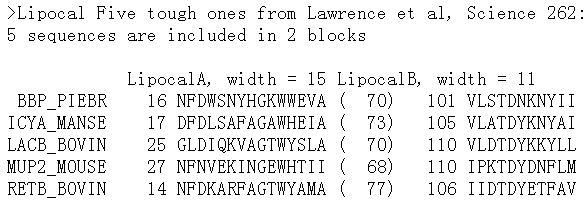 >Lipocal Five tough ones from Lawrence et al, Science 262:
5 sequences are included in 2 blocks
LipocalA, width = 15 LipocalB, width = 11
BBP_PIEBR 16 NFDWSNYHGKWWEVA ( 70) 101 VLSTDNKNYII
ICYA_MANSE 17 DFDLSAFAGAWHEIA ( 73) 105 VLATDYKNYAI
LACB_BOVIN 25 GLDIQKVAGTWYSLA ( 70) 110 VLDTDYKKYLL
MUP2_MOUSE 27 NFNVEKINGEWHTII ( 68) 110 IPKTDYDNFLM
RETB_BOVIN 14 NFDKARFAGTWYAMA ( 77) 106 IIDTDYETFAV